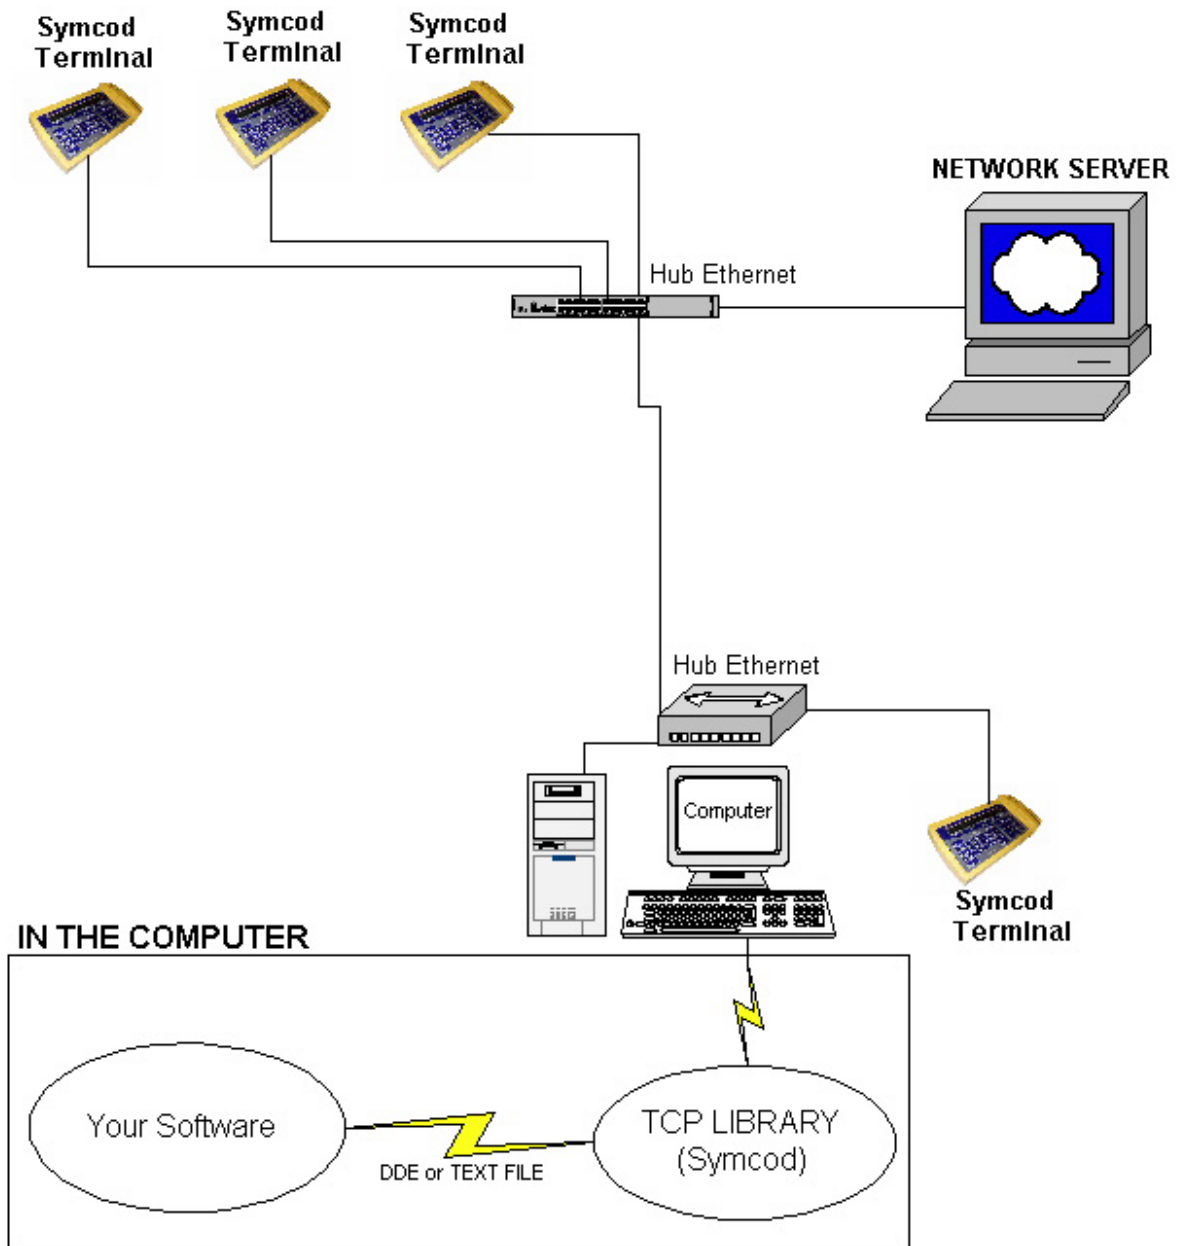 Symcod
Terminal
Symcod
Terminal
Symcod
Terminal
NETWORK SERVER
Hub Ethernet
Hub Ethernet
Computer
Symcod
Terminal
IN THE COMPUTER
Your Software
DDE or TEXT FILE
TCP LIBRARY
(Symcod)